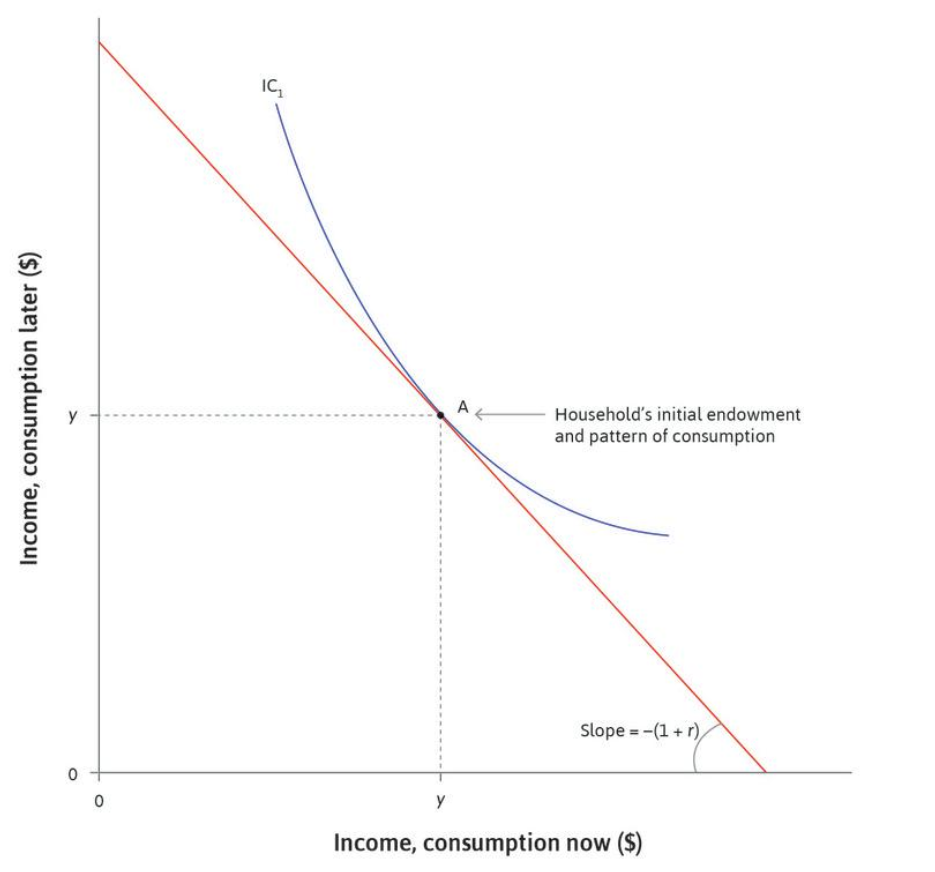 IC1
Income, consumption later ($)
y
A
Household's initial endowment
and pattern of consumption
Slope = –(1 + r)
0
0
y
Income, consumption now ($)